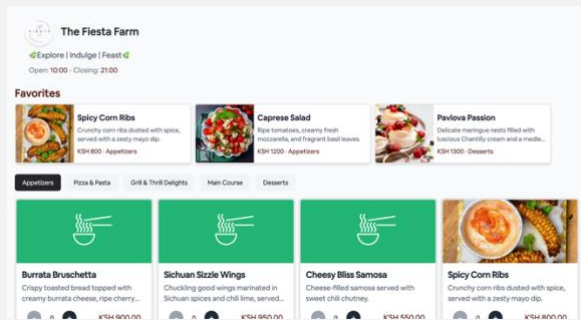 FIESTA
The Fiesta Farm
Explore | Indulge | Feast
Open: 10:00 - Closing: 21:00
Favorites
Spicy Corn Ribs
Crunchy corn ribs dusted with spice,
served with a zesty mayo dip.
KSH 800 · Appetizers
Caprese Salad
Ripe tomatoes, creamy fresh
mozzarella, and fragrant basil leaves.
KSH 1200 · Appetizers
Pavlova Passion
Delicate meringue nests filled with
luscious Chantilly cream and a medle...
KSH 1300 · Desserts
Appetizers Pizza & Pasta Grill & Thrill Delights Main Course Desserts
Burrata Bruschetta
Crispy toasted bread topped with
creamy burrata cheese, ripe cherry...
KSH 900.00
Sichuan Sizzle Wings
Chuckling good wings marinated in
Sichuan spices and chili lime, served...
KSH 950.00
Cheesy Bliss Samosa
Cheese-filled samosa served with
sweet chili chutney.
KSH 550.00
Spicy Corn Ribs
Crunchy corn ribs dusted with spice,
served with a zesty mayo dip.
KSH 800.00